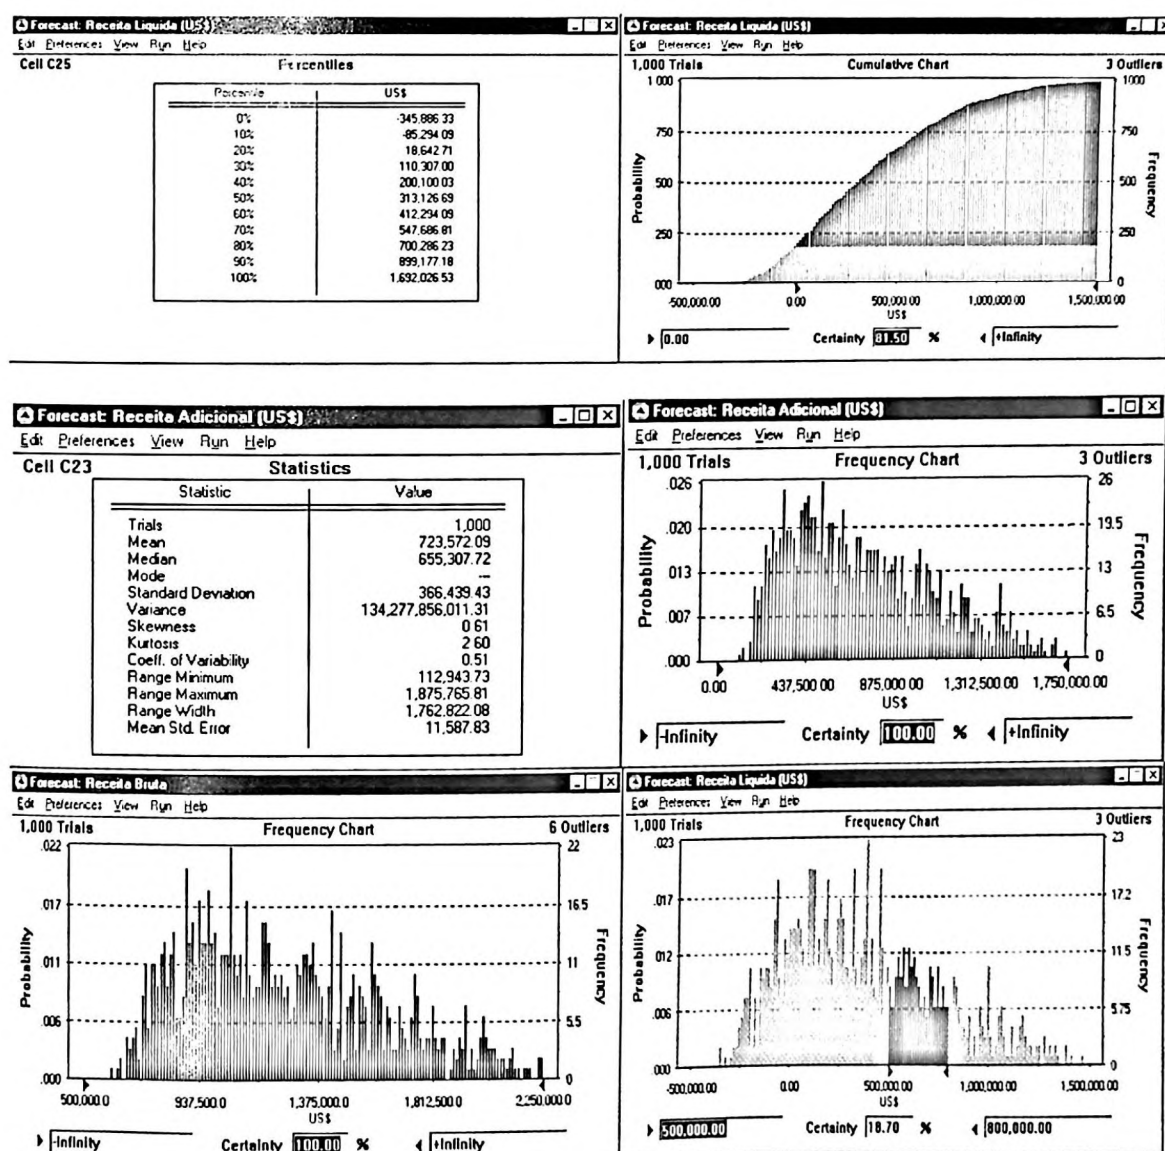 Forecast: Receita Liquida (US$)
Edit Preferences View Run Help
Cell C25 Percentiles
Percentile US$
0% -345,886.33
10% -85,294.09
20% 18,642.71
30% 110,307.00
40% 200,100.03
50% 313,126.69
60% 412,294.09
70% 547,686.81
80% 700,286.23
90% 899,177.18
100% 1,692,026.53
Forecast: Receita Liquida (US$)
Edit Preferences View Run Help
1,000 Trials Cumulative Chart 3 Outliers
1.000 1000
.750 750
.500 500
.250 250
.000 0
Probability
Frequency
-500,000.00 0.00 500,000.00 1,000,000.00 1,500,000.00
US$
0.00 Certainty 81.50 % +Infinity
Forecast: Receita Adicional (US$)
Edit Preferences View Run Help
Cell C23 Statistics
Statistic Value
Trials 1,000
Mean 723,572.09
Median 655,307.72
Mode ---
Standard Deviation 366,439.43
Variance 134,277,856,011.31
Skewness 0.61
Kurtosis 2.60
Coeff. of Variability 0.51
Range Minimum 112,943.73
Range Maximum 1,875,765.81
Range Width 1,762,822.08
Mean Std. Error 11,587.83
Forecast: Receita Adicional (US$)
Edit Preferences View Run Help
1,000 Trials Frequency Chart 3 Outliers
.026 26
.020 19.5
.013 13
.007 6.5
.000 0
Probability
Frequency
0.00 437,500.00 875,000.00 1,312,500.00 1,750,000.00
US$
-Infinity Certainty 100.00 % +Infinity
Forecast: Receita Bruta
Edit Preferences View Run Help
1,000 Trials Frequency Chart 6 Outliers
.022 22
.017 16.5
.011 11
.006 5.5
.000 0
Probability
Frequency
500,000.0 937,500.0 1,375,000.0 1,812,500.0 2,250,000.0
US$
-Infinity Certainty 100.00 % +Infinity
Forecast: Receita Liquida (US$)
Edit Preferences View Run Help
1,000 Trials Frequency Chart 3 Outliers
.023 23
.017 17.2
.012 11.5
.006 5.75
.000 0
Probability
Frequency
-500,000.00 0.00 500,000.00 1,000,000.00 1,500,000.00
US$
500,000.00 Certainty 18.70 % 800,000.00